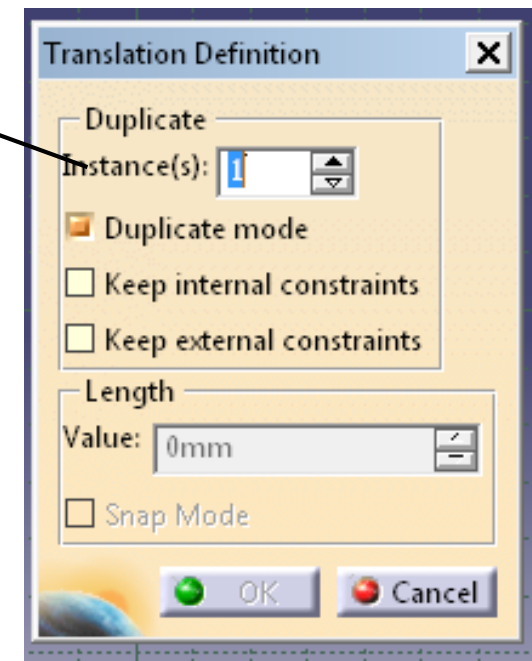 Translation Definition
Duplicate
Instance(s): 1
Duplicate mode
Keep internal constraints
Keep external constraints
Length
Value: 0mm
Snap Mode
OK Cancel